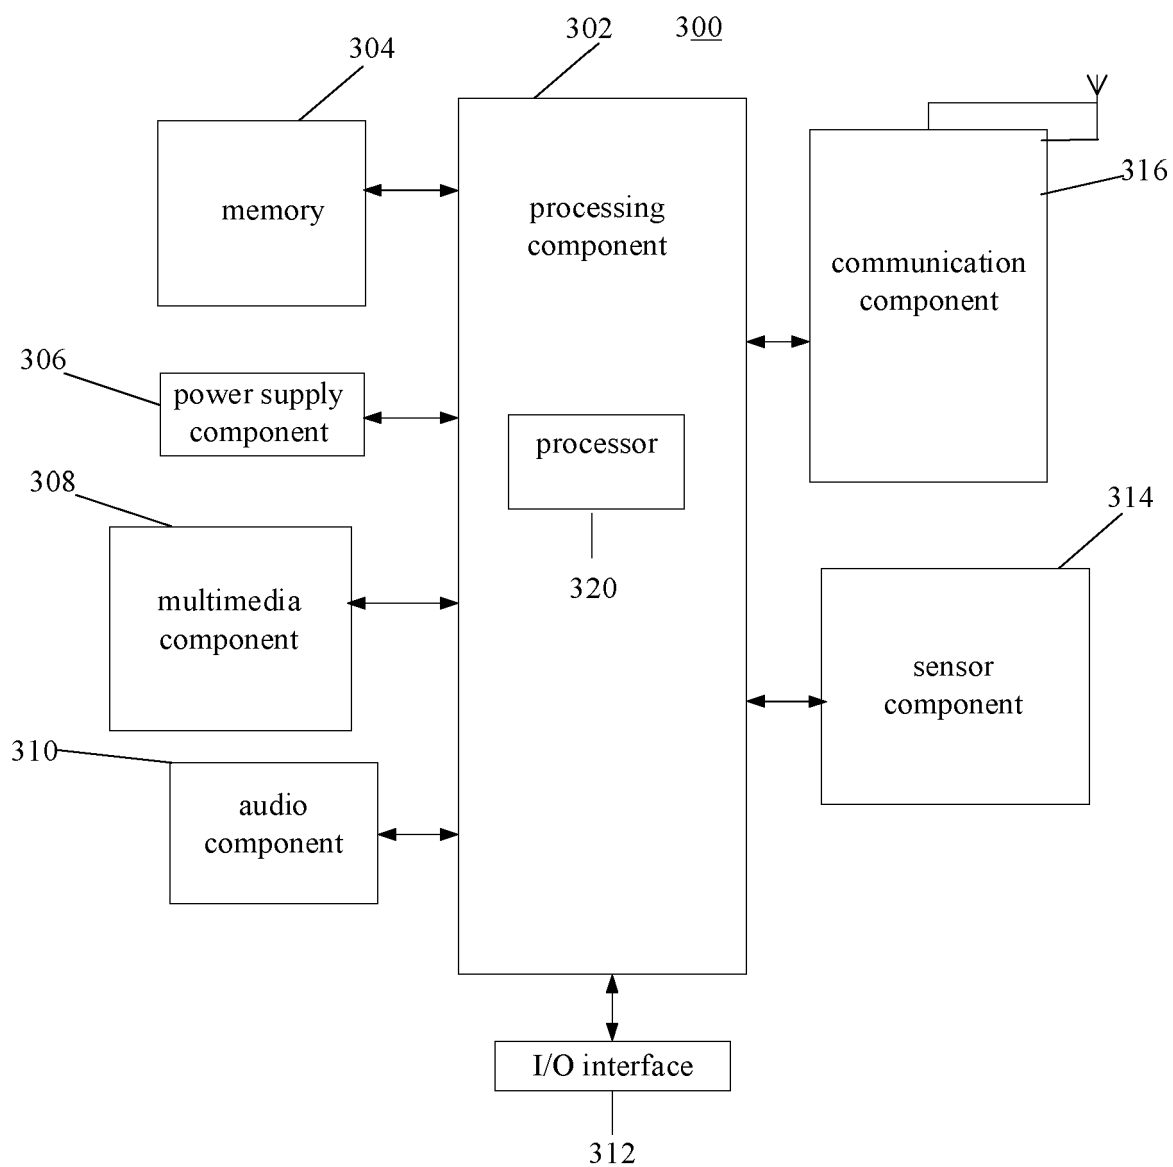 302
300
304
316
memory
processing
component
communication
component
306
power supply
component
processor
308
314
320
multimedia
component
sensor
component
310
audio
component
I/O interface
312